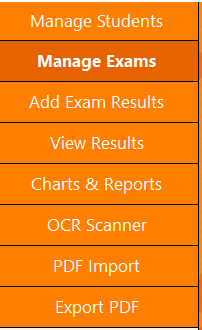 Manage Students
Manage Exams
Add Exam Results
View Results
Charts & Reports
OCR Scanner
PDF Import
Export PDF